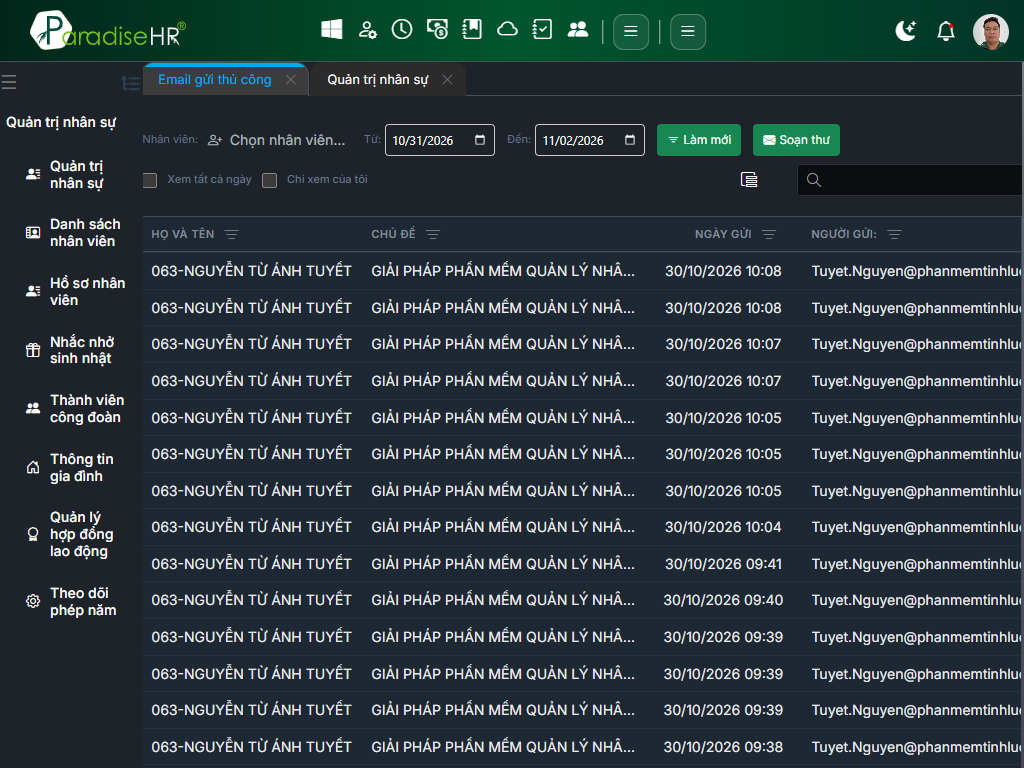 ParadiseHR®
Email gửi thủ công
Quản trị nhân sự
Quản trị nhân sự
Quản trị
nhân sự
Danh sách
nhân viên
Hồ sơ nhân
viên
Nhắc nhở
sinh nhật
Thành viên
công đoàn
Thông tin
gia đình
Quản lý
hợp đồng
lao động
Theo dõi
phép năm
Nhân viên: Chọn nhân viên... Từ: 10/31/2026 Đến: 11/02/2026 Làm mới Soạn thư
Xem tất cả ngày Chỉ xem của tôi
HỌ VÀ TÊN CHỦ ĐỀ NGÀY GỬI NGƯỜI GỬI:
063-NGUYỄN TỪ ÁNH TUYẾT GIẢI PHÁP PHẦN MỀM QUẢN LÝ NHÂ... 30/10/2026 10:08 Tuyet.Nguyen@phanmemtinhlu
063-NGUYỄN TỪ ÁNH TUYẾT GIẢI PHÁP PHẦN MỀM QUẢN LÝ NHÂ... 30/10/2026 10:08 Tuyet.Nguyen@phanmemtinhlu
063-NGUYỄN TỪ ÁNH TUYẾT GIẢI PHÁP PHẦN MỀM QUẢN LÝ NHÂ... 30/10/2026 10:07 Tuyet.Nguyen@phanmemtinhlu
063-NGUYỄN TỪ ÁNH TUYẾT GIẢI PHÁP PHẦN MỀM QUẢN LÝ NHÂ... 30/10/2026 10:07 Tuyet.Nguyen@phanmemtinhlu
063-NGUYỄN TỪ ÁNH TUYẾT GIẢI PHÁP PHẦN MỀM QUẢN LÝ NHÂ... 30/10/2026 10:05 Tuyet.Nguyen@phanmemtinhlu
063-NGUYỄN TỪ ÁNH TUYẾT GIẢI PHÁP PHẦN MỀM QUẢN LÝ NHÂ... 30/10/2026 10:05 Tuyet.Nguyen@phanmemtinhlu
063-NGUYỄN TỪ ÁNH TUYẾT GIẢI PHÁP PHẦN MỀM QUẢN LÝ NHÂ... 30/10/2026 10:05 Tuyet.Nguyen@phanmemtinhlu
063-NGUYỄN TỪ ÁNH TUYẾT GIẢI PHÁP PHẦN MỀM QUẢN LÝ NHÂ... 30/10/2026 10:04 Tuyet.Nguyen@phanmemtinhlu
063-NGUYỄN TỪ ÁNH TUYẾT GIẢI PHÁP PHẦN MỀM QUẢN LÝ NHÂ... 30/10/2026 09:41 Tuyet.Nguyen@phanmemtinhlu
063-NGUYỄN TỪ ÁNH TUYẾT GIẢI PHÁP PHẦN MỀM QUẢN LÝ NHÂ... 30/10/2026 09:40 Tuyet.Nguyen@phanmemtinhlu
063-NGUYỄN TỪ ÁNH TUYẾT GIẢI PHÁP PHẦN MỀM QUẢN LÝ NHÂ... 30/10/2026 09:39 Tuyet.Nguyen@phanmemtinhlu
063-NGUYỄN TỪ ÁNH TUYẾT GIẢI PHÁP PHẦN MỀM QUẢN LÝ NHÂ... 30/10/2026 09:39 Tuyet.Nguyen@phanmemtinhlu
063-NGUYỄN TỪ ÁNH TUYẾT GIẢI PHÁP PHẦN MỀM QUẢN LÝ NHÂ... 30/10/2026 09:39 Tuyet.Nguyen@phanmemtinhlu
063-NGUYỄN TỪ ÁNH TUYẾT GIẢI PHÁP PHẦN MỀM QUẢN LÝ NHÂ... 30/10/2026 09:38 Tuyet.Nguyen@phanmemtinhlu